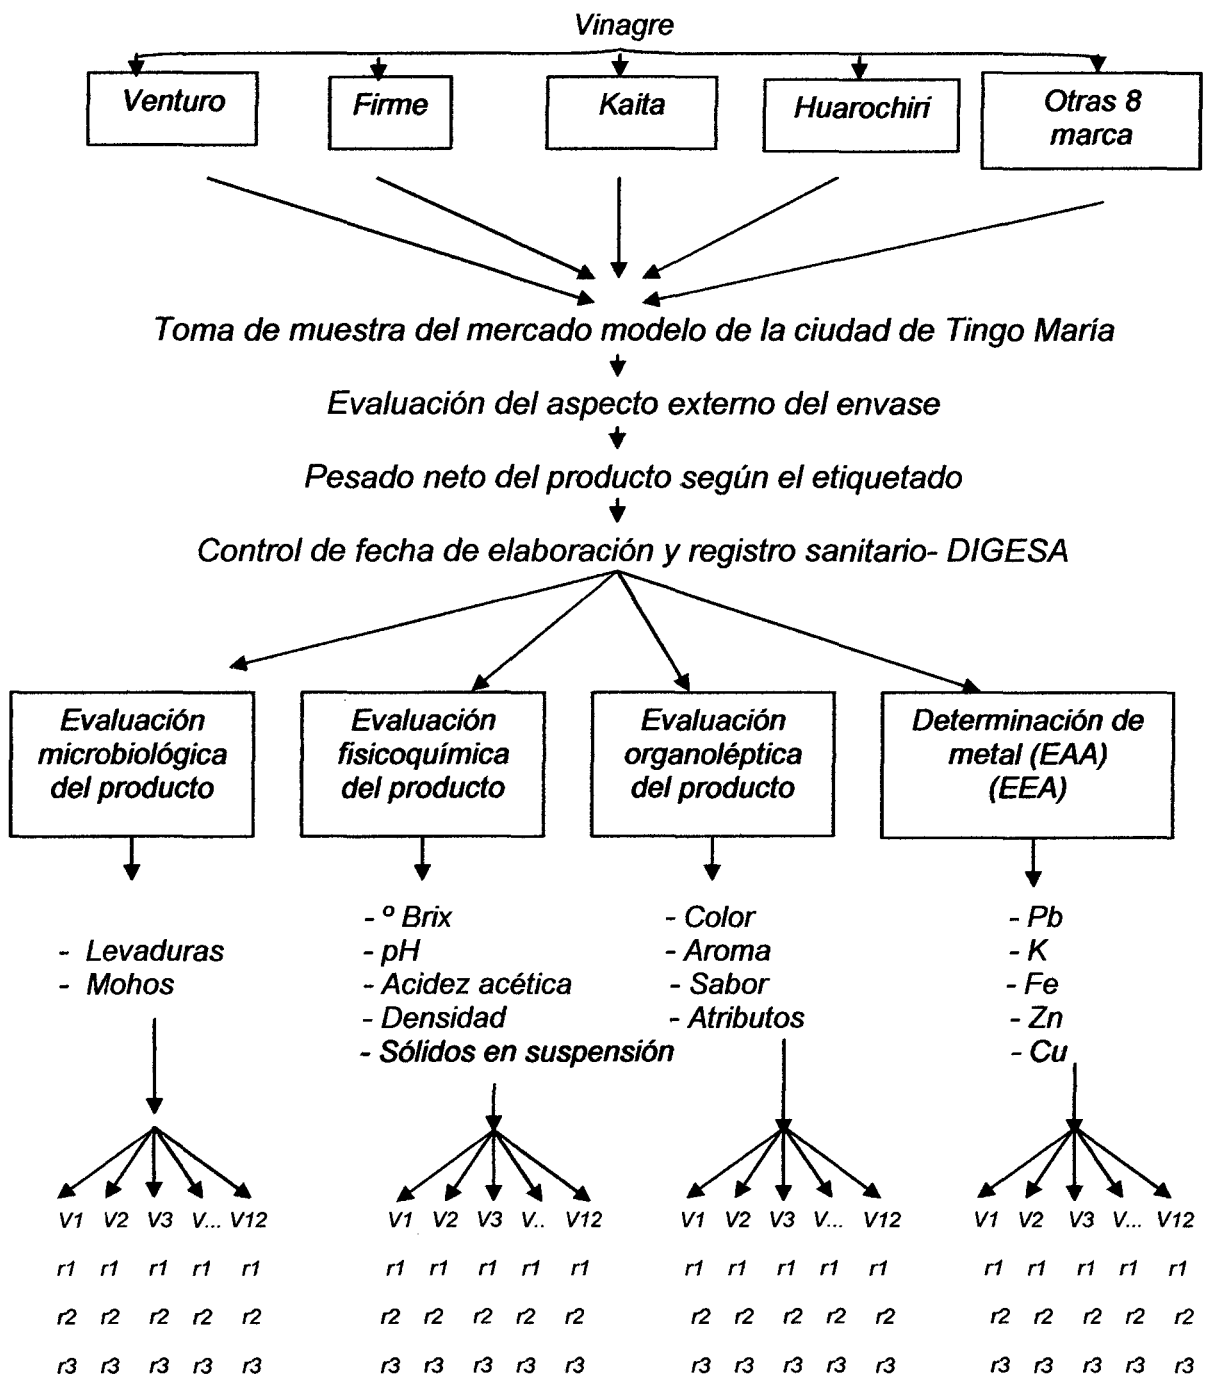 Vinagre
Venturo
Firme
Kaita
Huarochirí
Otras 8
marca
Toma de muestra del mercado modelo de la ciudad de Tingo María
Evaluación del aspecto externo del envase
Pesado neto del producto según el etiquetado
Control de fecha de elaboración y registro sanitario- DIGESA
Evaluación
microbiológica
del producto
Evaluación
fisicoquímica
del producto
Evaluación
organoléptica
del producto
Determinación de
metal (EAA)
(EEA)
- Levaduras
- Mohos
- º Brix
- pH
- Acidez acética
- Densidad
- Sólidos en suspensión
- Color
- Aroma
- Sabor
- Atributos
- Pb
- K
- Fe
- Zn
- Cu
V1 V2 V3 V... V12
r1 r1 r1 r1 r1
r2 r2 r2 r2 r2
r3 r3 r3 r3 r3
V1 V2 V3 V.. V12
r1 r1 r1 r1 r1
r2 r2 r2 r2 r2
r3 r3 r3 r3 r3
V1 V2 V3 V... V12
r1 r1 r1 r1 r1
r2 r2 r2 r2 r2
r3 r3 r3 r3 r3
V1 V2 V3 V... V12
r1 r1 r1 r1 r1
r2 r2 r2 r2 r2
r3 r3 r3 r3 r3